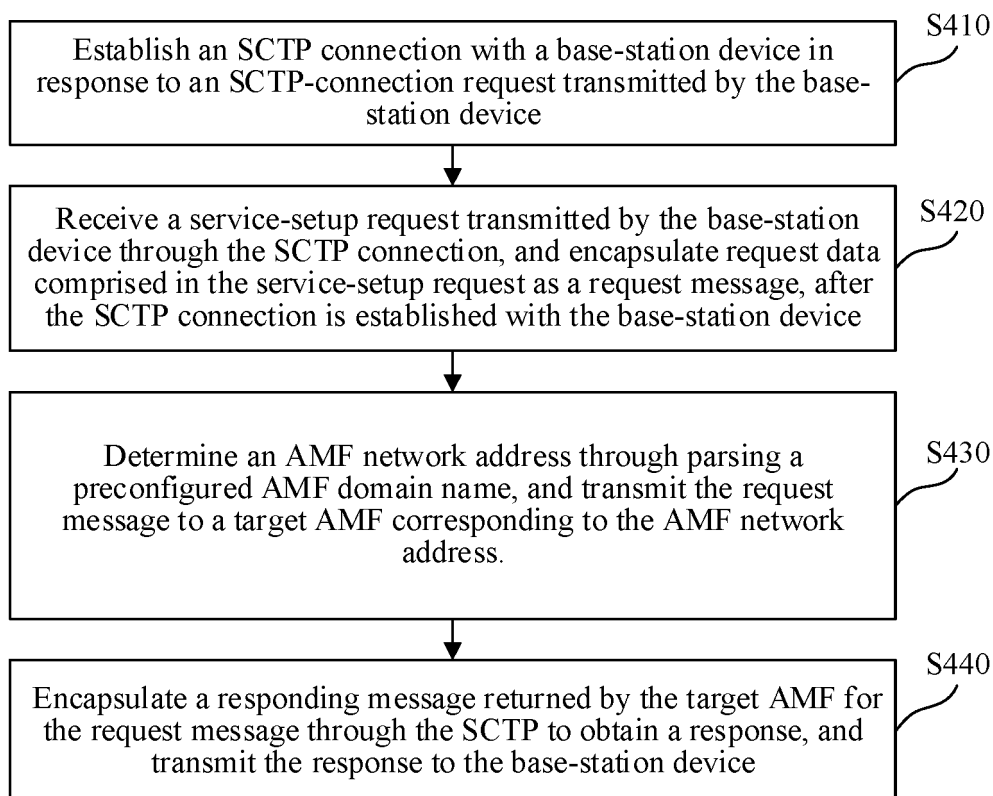 S410
Establish an SCTP connection with a base-station device in
response to an SCTP-connection request transmitted by the base-
station device
S420
Receive a service-setup request transmitted by the base-station
device through the SCTP connection, and encapsulate request data
comprised in the service-setup request as a request message, after
the SCTP connection is established with the base-station device
S430
Determine an AMF network address through parsing a
preconfigured AMF domain name, and transmit the request
message to a target AMF corresponding to the AMF network
address.
S440
Encapsulate a responding message returned by the target AMF for
the request message through the SCTP to obtain a response, and
transmit the response to the base-station device